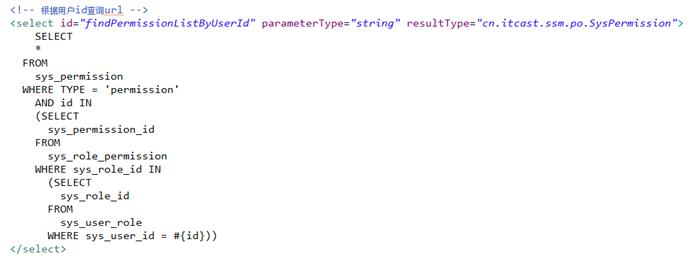 <!-- 根据用户id查询url -->
<select id="findPermissionListByUserId" parameterType="string" resultType="cn.itcast.ssm.po.SysPermission">
SELECT
*
FROM
sys_permission
WHERE TYPE = 'permission'
AND id IN
(SELECT
sys_permission_id
FROM
sys_role_permission
WHERE sys_role_id IN
(SELECT
sys_role_id
FROM
sys_user_role
WHERE sys_user_id = #{id}))
</select>